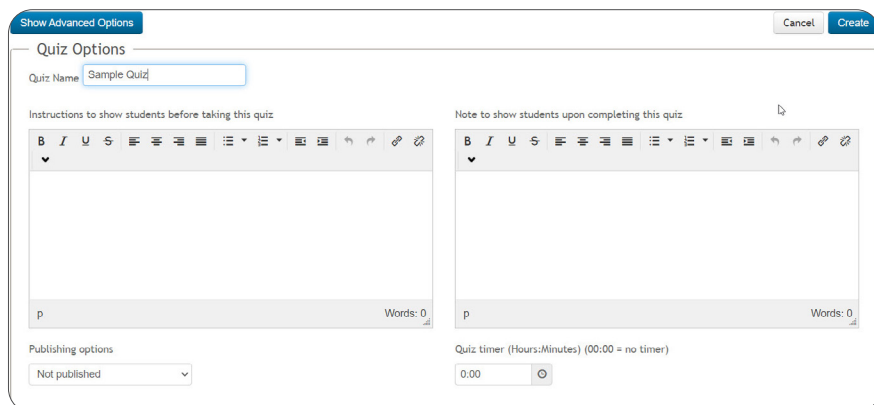 Show Advanced Options
Cancel
Create
Quiz Options
Quiz Name
Sample Quiz
Instructions to show students before taking this quiz
Note to show students upon completing this quiz
B I U S
B I U S
p
Words: 0
p
Words: 0
Publishing options
Quiz timer (Hours:Minutes) (00:00 = no timer)
Not published
0:00